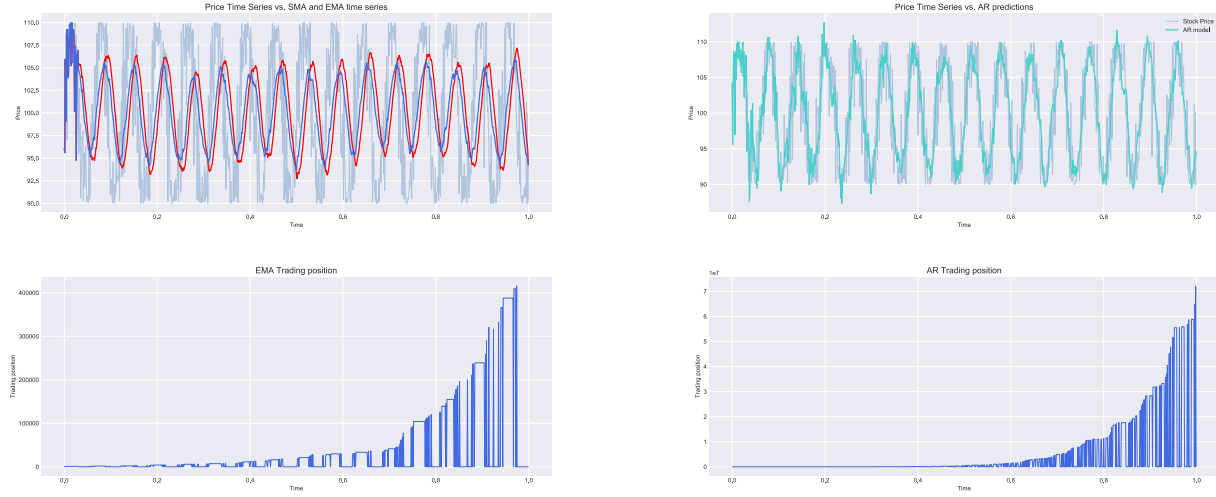 Price Time Series vs. SMA and EMA time series
110.0
107.5
105.0
102.5
100.0
97.5
95.0
92.5
90.0
Price
0.0 0.2 0.4 0.6 0.8 1.0
Time
Price Time Series vs. AR predictions
Stock Price
AR model
110
105
100
95
90
Price
0.0 0.2 0.4 0.6 0.8 1.0
Time
EMA Trading position
400000
300000
200000
100000
0
Trading position
0.0 0.2 0.4 0.6 0.8 1.0
Time
AR Trading position
1e7
7
6
5
4
3
2
1
0
Trading position
0.0 0.2 0.4 0.6 0.8 1.0
Time